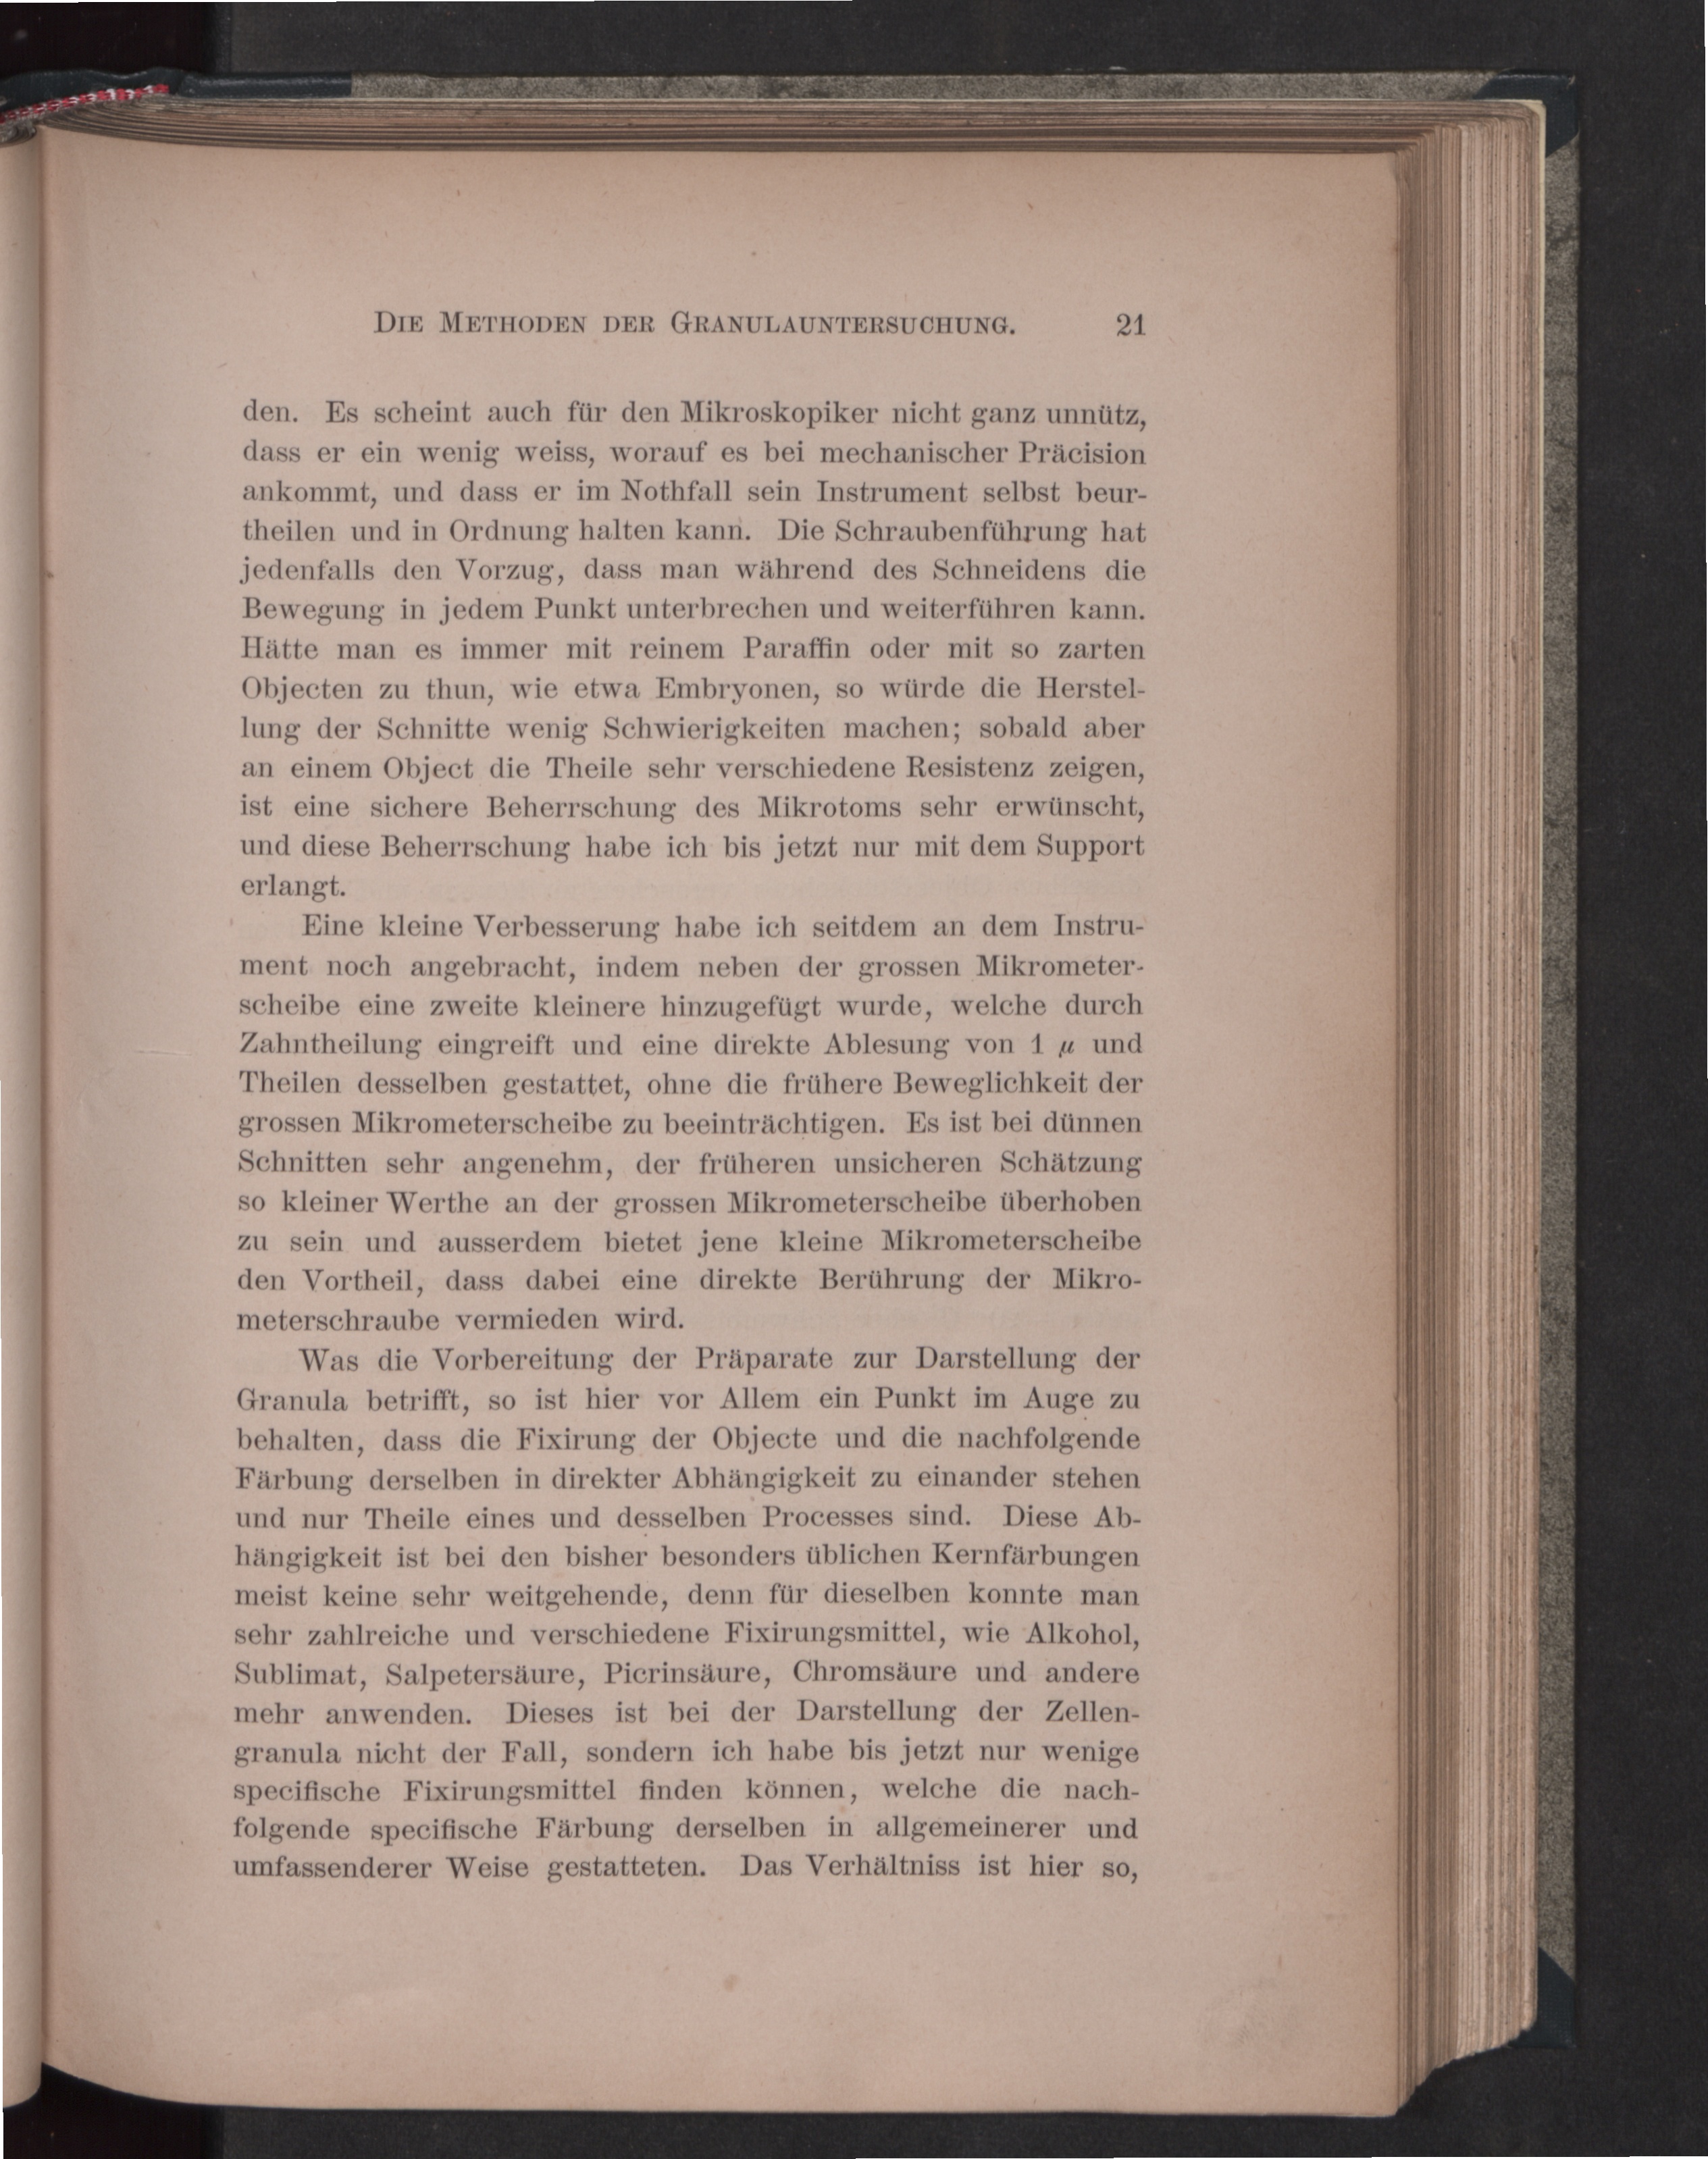 DIE METHODEN DER GRANULAUNTERSUCHUNG. 21
den. Es scheint auch für den Mikroskopiker nicht ganz unnütz,
dass er ein wenig weiss, worauf es bei mechanischer Präcision
ankommt, und dass er im Nothfall sein Instrument selbst beur-
theilen und in Ordnung halten kann. Die Schraubenführung hat
jedenfalls den Vorzug, dass man während des Schneidens die
Bewegung in jedem Punkt unterbrechen und weiterführen kann.
Hätte man es immer mit reinem Paraffin oder mit so zarten
Objecten zu thun, wie etwa Embryonen, so würde die Herstel-
lung der Schnitte wenig Schwierigkeiten machen; sobald aber
an einem Object die Theile sehr verschiedene Resistenz zeigen,
ist eine sichere Beherrschung des Mikrotoms sehr erwünscht,
und diese Beherrschung habe ich bis jetzt nur mit dem Support
erlangt.
Eine kleine Verbesserung habe ich seitdem an dem Instru-
ment noch angebracht, indem neben der grossen Mikrometer-
scheibe eine zweite kleinere hinzugefügt wurde, welche durch
Zahntheilung eingreift und eine direkte Ablesung von 1 µ und
Theilen desselben gestattet, ohne die frühere Beweglichkeit der
grossen Mikrometerscheibe zu beeinträchtigen. Es ist bei dünnen
Schnitten sehr angenehm, der früheren unsicheren Schätzung
so kleiner Werthe an der grossen Mikrometerscheibe überhoben
zu sein und ausserdem bietet jene kleine Mikrometerscheibe
den Vortheil, dass dabei eine direkte Berührung der Mikro-
meterschraube vermieden wird.
Was die Vorbereitung der Präparate zur Darstellung der
Granula betrifft, so ist hier vor Allem ein Punkt im Auge zu
behalten, dass die Fixirung der Objecte und die nachfolgende
Färbung derselben in direkter Abhängigkeit zu einander stehen
und nur Theile eines und desselben Processes sind. Diese Ab-
hängigkeit ist bei den bisher besonders üblichen Kernfärbungen
meist keine sehr weitgehende, denn für dieselben konnte man
sehr zahlreiche und verschiedene Fixirungsmittel, wie Alkohol,
Sublimat, Salpetersäure, Picrinsäure, Chromsäure und andere
mehr anwenden. Dieses ist bei der Darstellung der Zellen-
granula nicht der Fall, sondern ich habe bis jetzt nur wenige
specifische Fixirungsmittel finden können, welche die nach-
folgende specifische Färbung derselben in allgemeinerer und
umfassenderer Weise gestatteten. Das Verhältniss ist hier so,